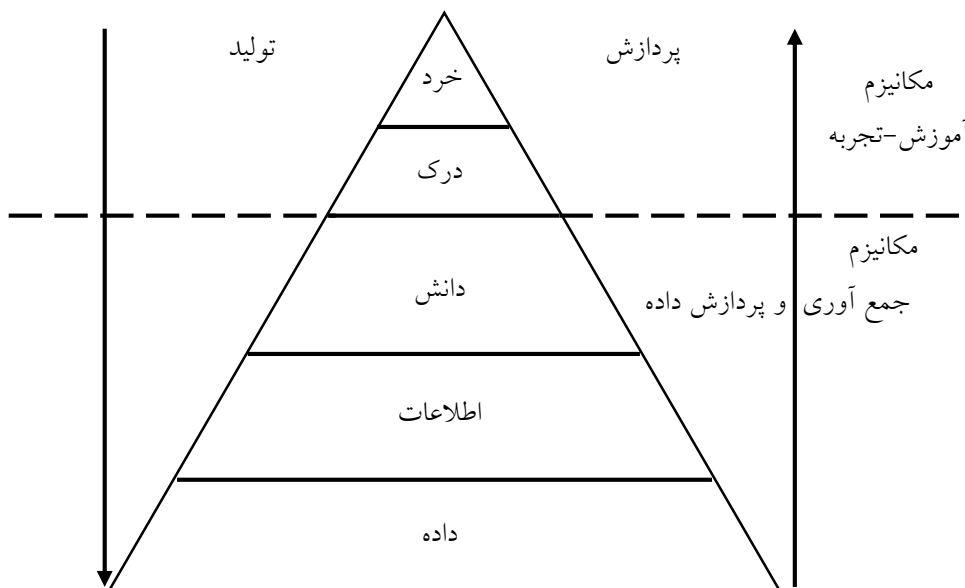 پردازش
تولید
مکانیزم
آموزش-تجربه
خرد
درک
مکانیزم
جمع آوری و پردازش داده
دانش
اطلاعات
داده